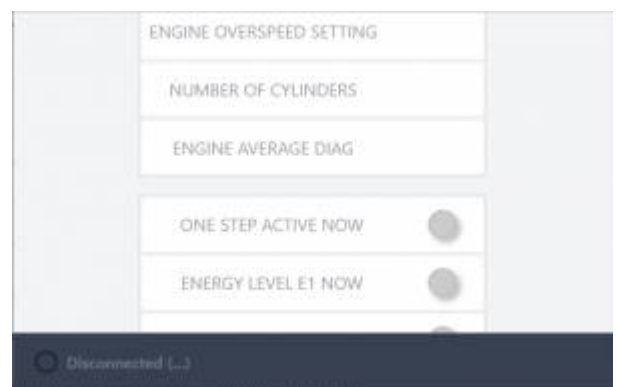 ENGINE OVERSPEED SETTING
NUMBER OF CYLINDERS
ENGINE AVERAGE DIAG
ONE STEP ACTIVE NOW
ENERGY LEVEL E1 NOW
Disconnected (...)